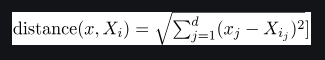 distance(x, X_i) = \sqrt{\sum_{j=1}^{d} (x_j - X_{i_j})^2]}